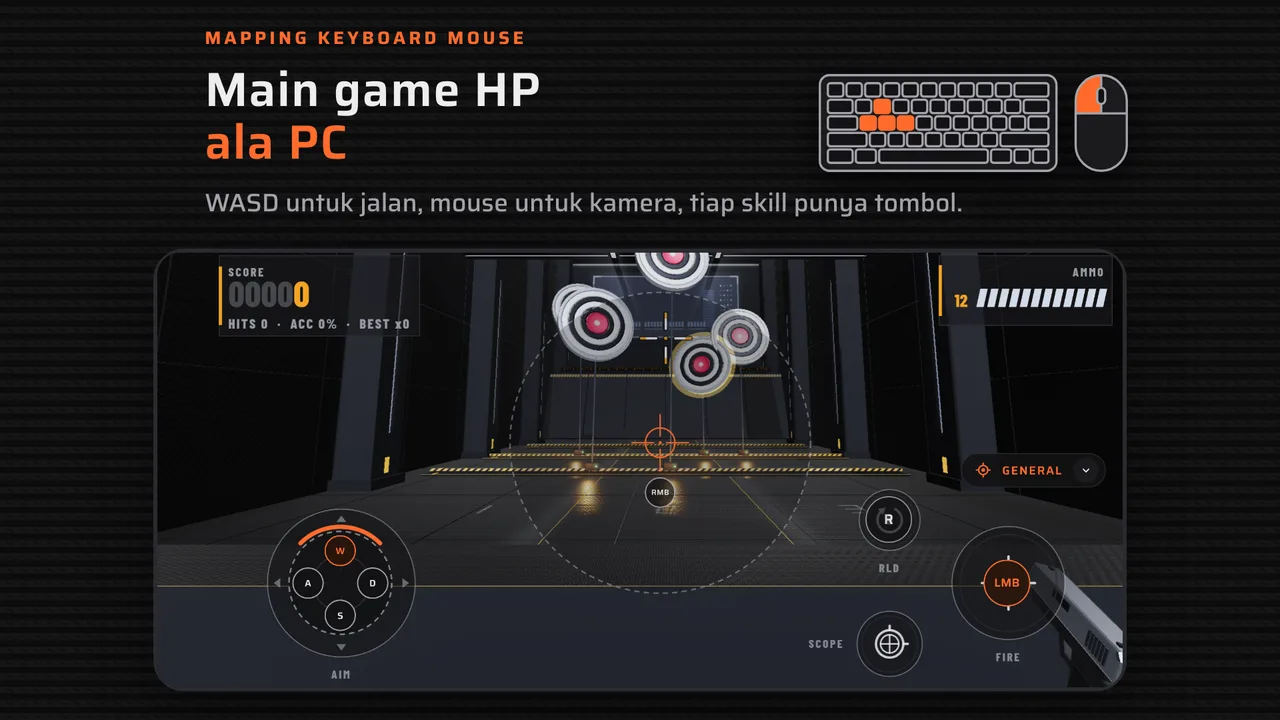 MAPPING KEYBOARD MOUSE
Main game HP
ala PC
WASD untuk jalan, mouse untuk kamera, tiap skill punya tombol.
SCORE
00000
HITS 0 · ACC 0% · BEST x0
AMMO
12
GENERAL
RMB
R
RLD
W
A
D
S
AIM
LMB
FIRE
SCOPE